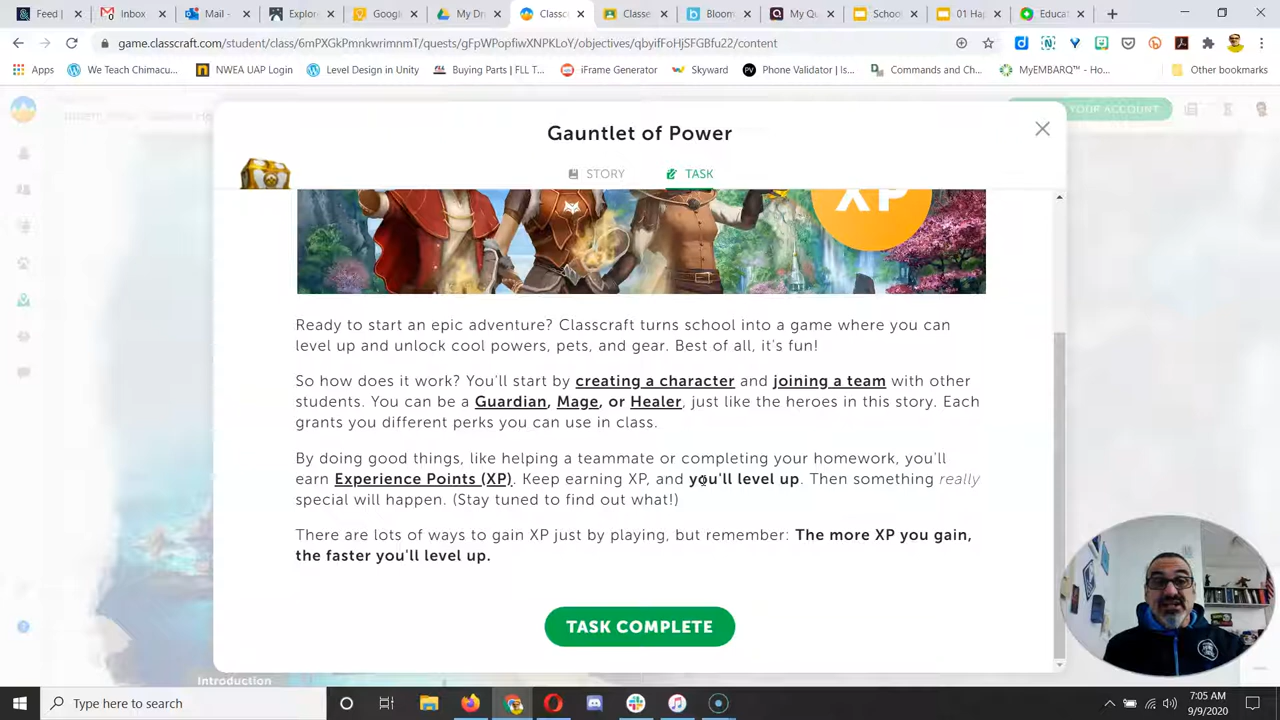 Feed |
Inbox
Mail -
Explore
Google
My Dr
Classc
Classe
Bloom
My Qu
School
01 Hap
Educat
game.classcraft.com/student/class/6mPXGkPmnkwrimnmT/quests/gFpWPopfiwXNPKLoY/objectives/qbyifFoHjSFGBfu22/content
Apps
We Teach Chimacu...
NWEA UAP Login
Level Design in Unity
Buying Parts | FLL T...
iFrame Generator
Skyward
Phone Validator | Is...
Commands and Ch...
MyEMBARQ™ - Ho...
Other bookmarks
YOUR ACCOUNT
Gauntlet of Power
STORY
TASK
XP
Ready to start an epic adventure? Classcraft turns school into a game where you can
level up and unlock cool powers, pets, and gear. Best of all, it's fun!
So how does it work? You'll start by creating a character and joining a team with other
students. You can be a Guardian, Mage, or Healer, just like the heroes in this story. Each
grants you different perks you can use in class.
By doing good things, like helping a teammate or completing your homework, you'll
earn Experience Points (XP). Keep earning XP, and you'll level up. Then something really
special will happen. (Stay tuned to find out what!)
There are lots of ways to gain XP just by playing, but remember: The more XP you gain,
the faster you'll level up.
TASK COMPLETE
Introduction
Type here to search
7:05 AM
9/9/2020